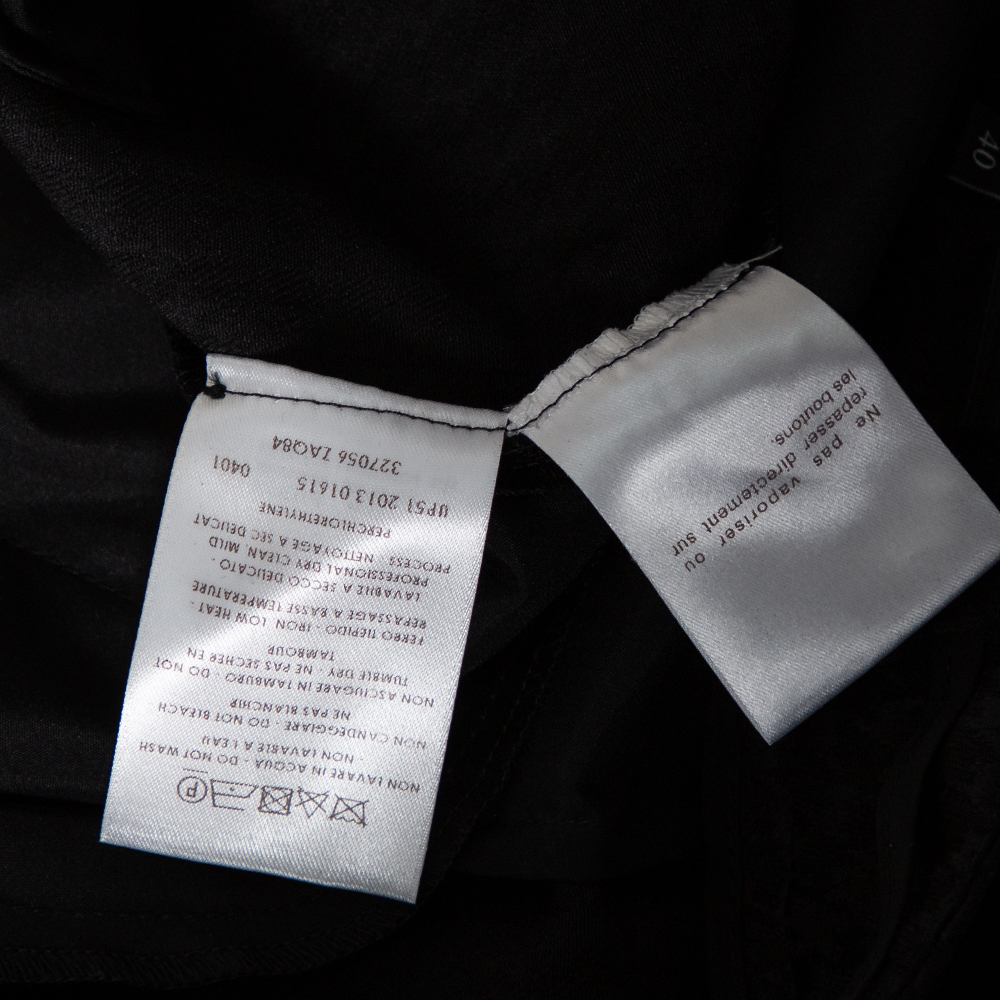 NON LAVARE IN ACQUA - DO NOT WASH
NON LAVABLE A L'EAU
NON CANDEGGIARE - DO NOT BLEACH
NE PAS BLANCHIR
NON ASCIUGARE IN TAMBURO - DO NOT
TUMBLE DRY - NE PAS SECHER EN
TAMBOUR
FERRO TIEPIDO - IRON LOW HEAT -
REPASSAGE A BASSE TEMPERATURE
LAVABILE A SECCO DELICATO -
PROFESSIONAL DRY CLEAN, MILD
PROCESS - NETTOYAGE A SEC DELICAT
PERCHLORETHYLENE
UP51 2013 01615 0401
327056 ZAQ84
Ne pas vaporiser ou
repasser directement sur
les boutons.
40